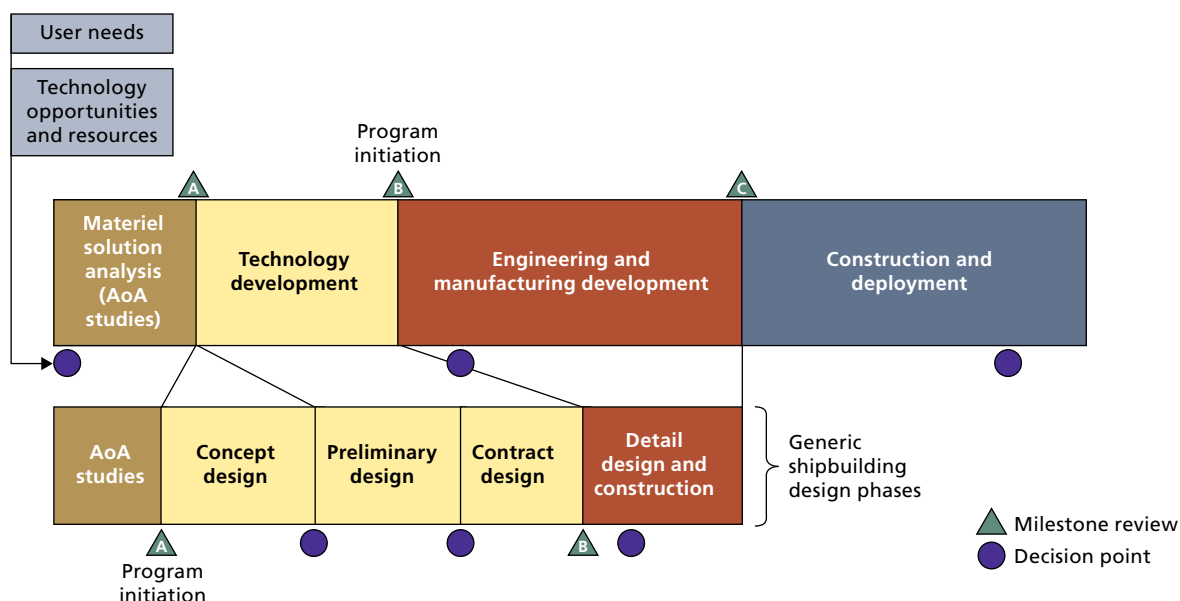 User needs
Technology
opportunities
and resources
Program
initiation
A
B
C
Materiel
solution
analysis
(AoA
studies)
Technology
development
Engineering and
manufacturing development
Construction and
deployment
AoA
studies
Concept
design
Preliminary
design
Contract
design
Detail
design and
construction
Generic
shipbuilding
design phases
A
B
Program
initiation
Milestone review
Decision point